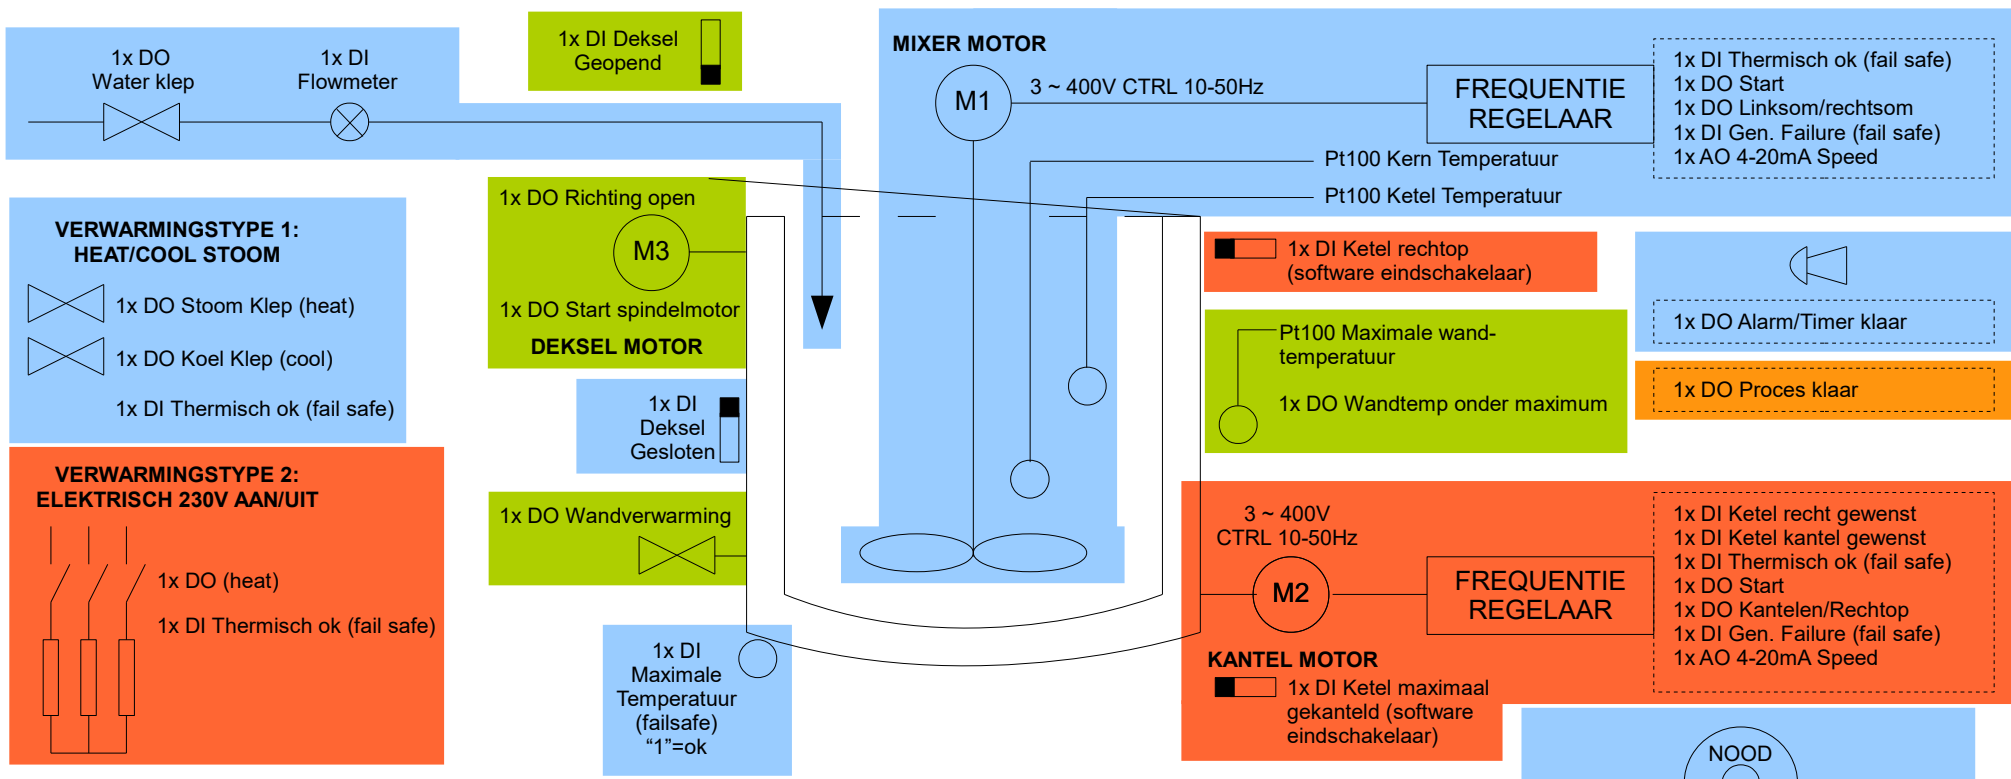 1x DO
Water klep
1x DI
Flowmeter
1x DI Deksel
Geopend
MIXER MOTOR
M1
3 ~ 400V CTRL 10-50Hz
FREQUENTIE
REGELAAR
1x DI Thermisch ok (fail safe)
1x DO Start
1x DO Linksom/rechtsom
1x DI Gen. Failure (fail safe)
1x AO 4-20mA Speed
Pt100 Kern Temperatuur
Pt100 Ketel Temperatuur
VERWARMINGSTYPE 1:
HEAT/COOL STOOM
1x DO Stoom Klep (heat)
1x DO Koel Klep (cool)
1x DI Thermisch ok (fail safe)
1x DO Richting open
M3
1x DO Start spindelmotor
DEKSEL MOTOR
1x DI Ketel rechtop
(software eindschakelaar)
1x DO Alarm/Timer klaar
Pt100 Maximale wand-
temperatuur
1x DO Wandtemp onder maximum
1x DO Proces klaar
1x DI
Deksel
Gesloten
VERWARMINGSTYPE 2:
ELEKTRISCH 230V AAN/UIT
1x DO (heat)
1x DI Thermisch ok (fail safe)
1x DO Wandverwarming
3 ~ 400V
CTRL 10-50Hz
M2
FREQUENTIE
REGELAAR
1x DI Ketel recht gewenst
1x DI Ketel kantel gewenst
1x DI Thermisch ok (fail safe)
1x DO Start
1x DO Kantelen/Rechtop
1x DI Gen. Failure (fail safe)
1x AO 4-20mA Speed
KANTEL MOTOR
1x DI Ketel maximaal
gekanteld (software
eindschakelaar)
1x DI
Maximale
Temperatuur
(failsafe)
“1”=ok
NOOD